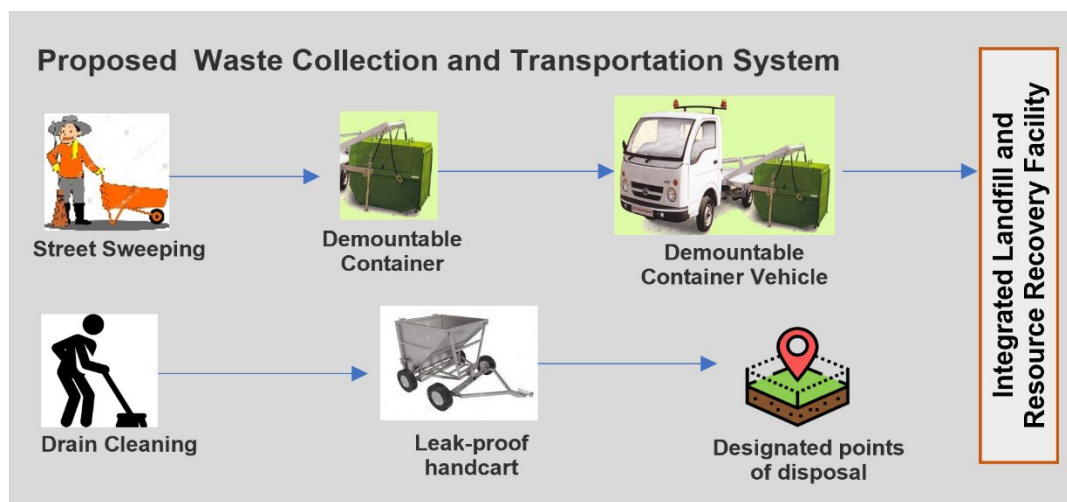 Proposed Waste Collection and Transportation System
Street Sweeping
Demountable
Container
Demountable
Container Vehicle
Drain Cleaning
Leak-proof
handcart
Designated points
of disposal
Integrated Landfill and
Resource Recovery Facility